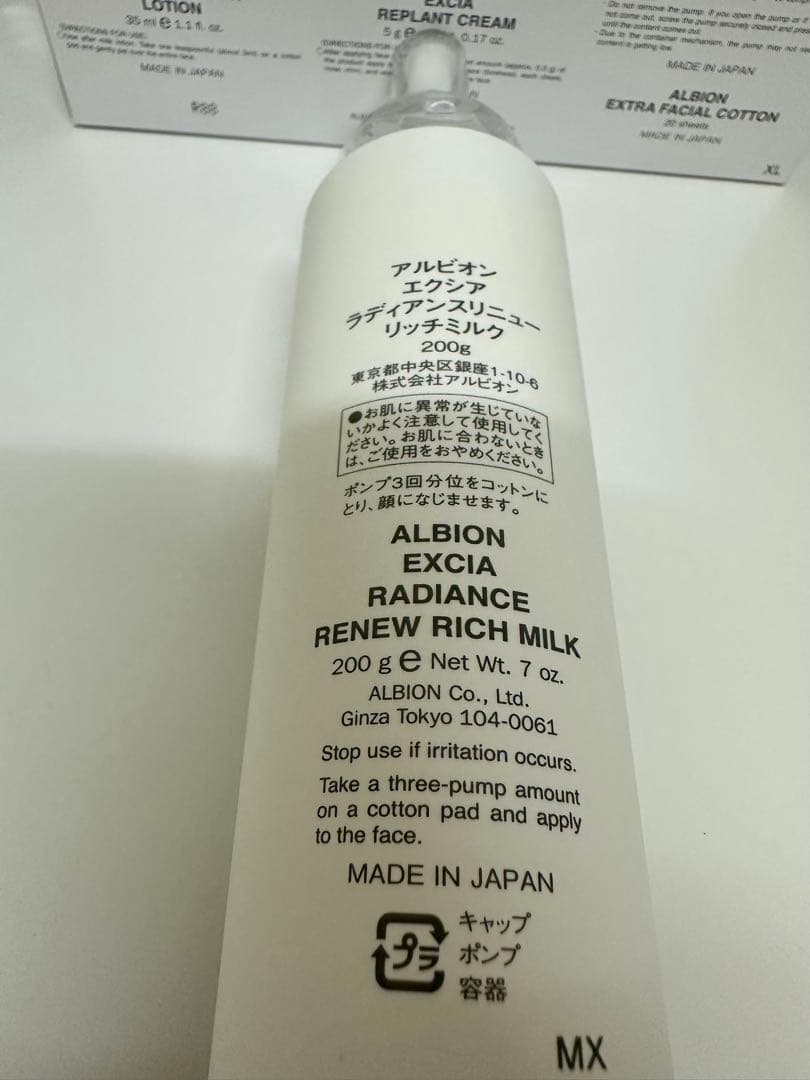 LOTION
35 ml e 1.1 fl. oz.
MADE IN JAPAN
EXCIA
REPLANT CREAM
5 g e 0.17 oz.
MADE IN JAPAN
ALBION
EXTRA FACIAL COTTON
MADE IN JAPAN
XL
アルビオン
エクシア
ラディアンスリニュー
リッチミルク
200g
東京都中央区銀座1-10-6
株式会社アルビオン
●お肌に異常が生じていな
いかよく注意して使用してく
ださい。お肌に合わないとき
は、ご使用をおやめください。
ポンプ3回分位をコットンに
とり、顔になじませます。
ALBION
EXCIA
RADIANCE
RENEW RICH MILK
200 g e Net Wt. 7 oz.
ALBION Co., Ltd.
Ginza Tokyo 104-0061
Stop use if irritation occurs.
Take a three-pump amount
on a cotton pad and apply
to the face.
MADE IN JAPAN
プラ
キャップ
ポンプ
容器
MX